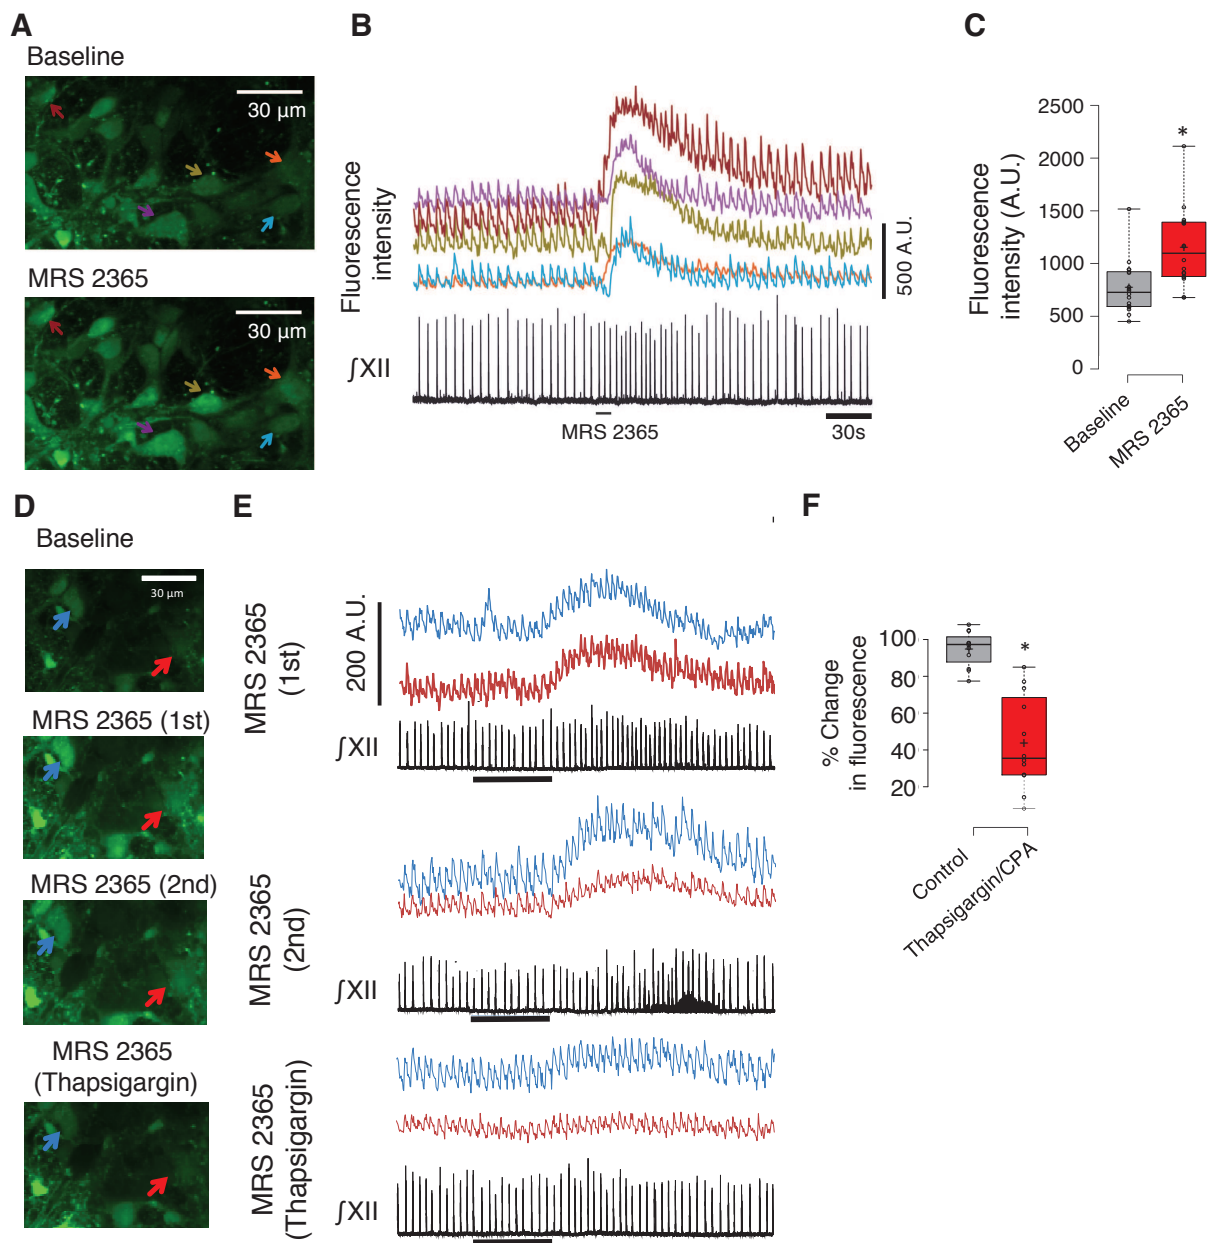 A
Baseline
30 µm
MRS 2365
30 µm
B
Fluorescence
intensity
500 A.U.
∫XII
MRS 2365
30s
C
Fluorescence
intensity (A.U.)
2500
2000
1500
1000
500
0
*
Baseline
MRS 2365
D
Baseline
30 µm
MRS 2365 (1st)
MRS 2365 (2nd)
MRS 2365
(Thapsigargin)
E
MRS 2365
(1st)
200 A.U.
∫XII
MRS 2365
(2nd)
∫XII
MRS 2365
(Thapsigargin)
∫XII
F
% Change
in fluorescence
100
80
60
40
20
*
Control
Thapsigargin/CPA